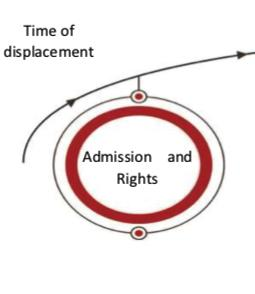 Time of
displacement
Admission and
Rights